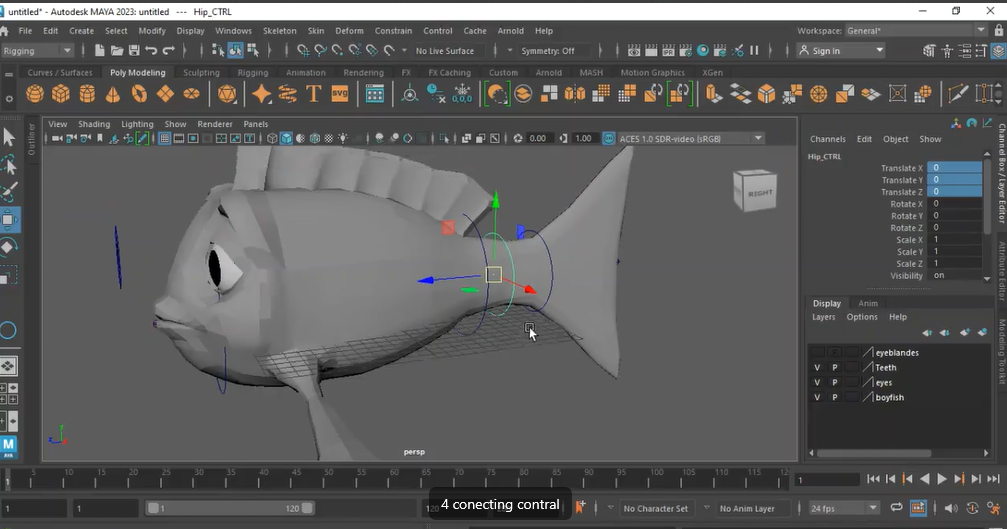 untitled* - Autodesk MAYA 2023: untitled --- Hip_CTRL
File Edit Create Select Modify Display Windows Skeleton Skin Deform Constrain Control Cache Arnold Help
Workspace: General*
Rigging
No Live Surface
Symmetry: Off
Sign In
Curves / Surfaces Poly Modeling Sculpting Rigging Animation Rendering FX FX Caching Custom Arnold MASH Motion Graphics XGen
SVG
0,0,0
View Shading Lighting Show Renderer Panels
0.00
1.00
ACES 1.0 SDR-video (sRGB)
Outliner
Channels Edit Object Show
Hip_CTRL
Translate X 0
Translate Y 0
Translate Z 0
Rotate X 0
Rotate Y 0
Rotate Z 0
Scale X 1
Scale Y 1
Scale Z 1
Visibility on
Channel Box / Layer Editor
Attribute Editor
Modeling Toolkit
RIGHT
Display Anim
Layers Options Help
eyeblandes
V P Teeth
V P eyes
V P boyfish
persp
M
5 10 15 20 25 30 35 40 45 50 55 60 65 70 75 80 85 90 95 100 105 110 115 12
1
1
1
1
1
120
120
4 conecting contral
No Character Set
No Anim Layer
24 fps